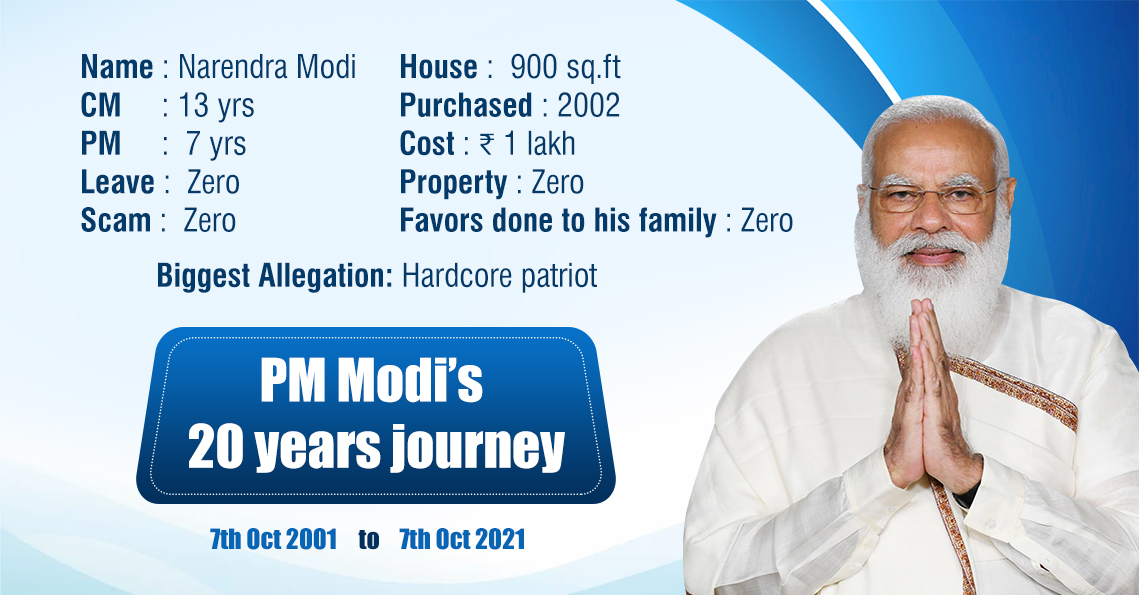 Name : Narendra Modi
CM : 13 yrs
PM : 7 yrs
Leave : Zero
Scam : Zero
House : 900 sq.ft
Purchased : 2002
Cost : ₹ 1 lakh
Property : Zero
Favors done to his family : Zero
Biggest Allegation: Hardcore patriot
PM Modi's
20 years journey
7th Oct 2001 to 7th Oct 2021